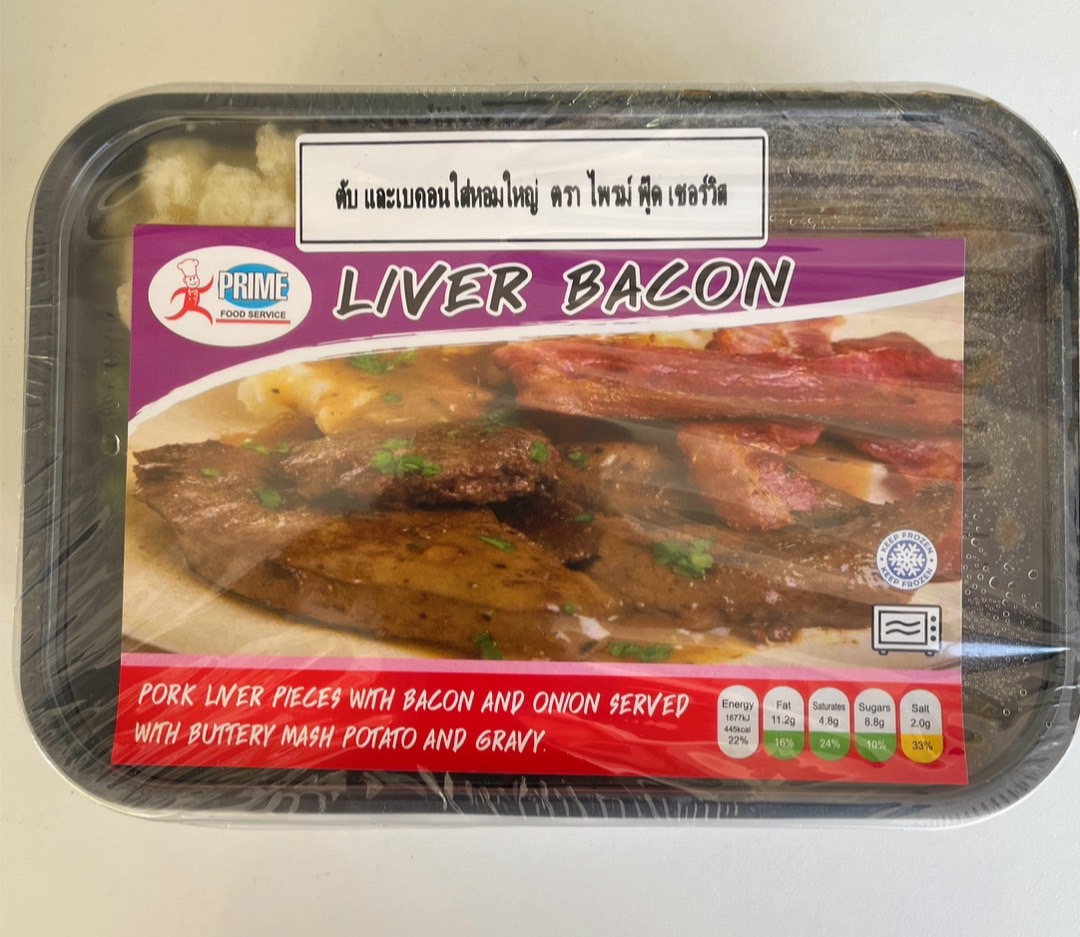 ตับ และเบคอนใส่หอมใหญ่ ตรา ไพรม์ ฟู๊ด เซอร์วิส
PRIME
FOOD SERVICE
LIVER BACON
KEEP FROZEN
KEEP FROZEN
PORK LIVER PIECES WITH BACON AND ONION SERVED
WITH BUTTERY MASH POTATO AND GRAVY.
Energy
1677kJ
445kcal
22%
Fat
11.2g
16%
Saturates
4.8g
24%
Sugars
8.8g
10%
Salt
2.0g
33%